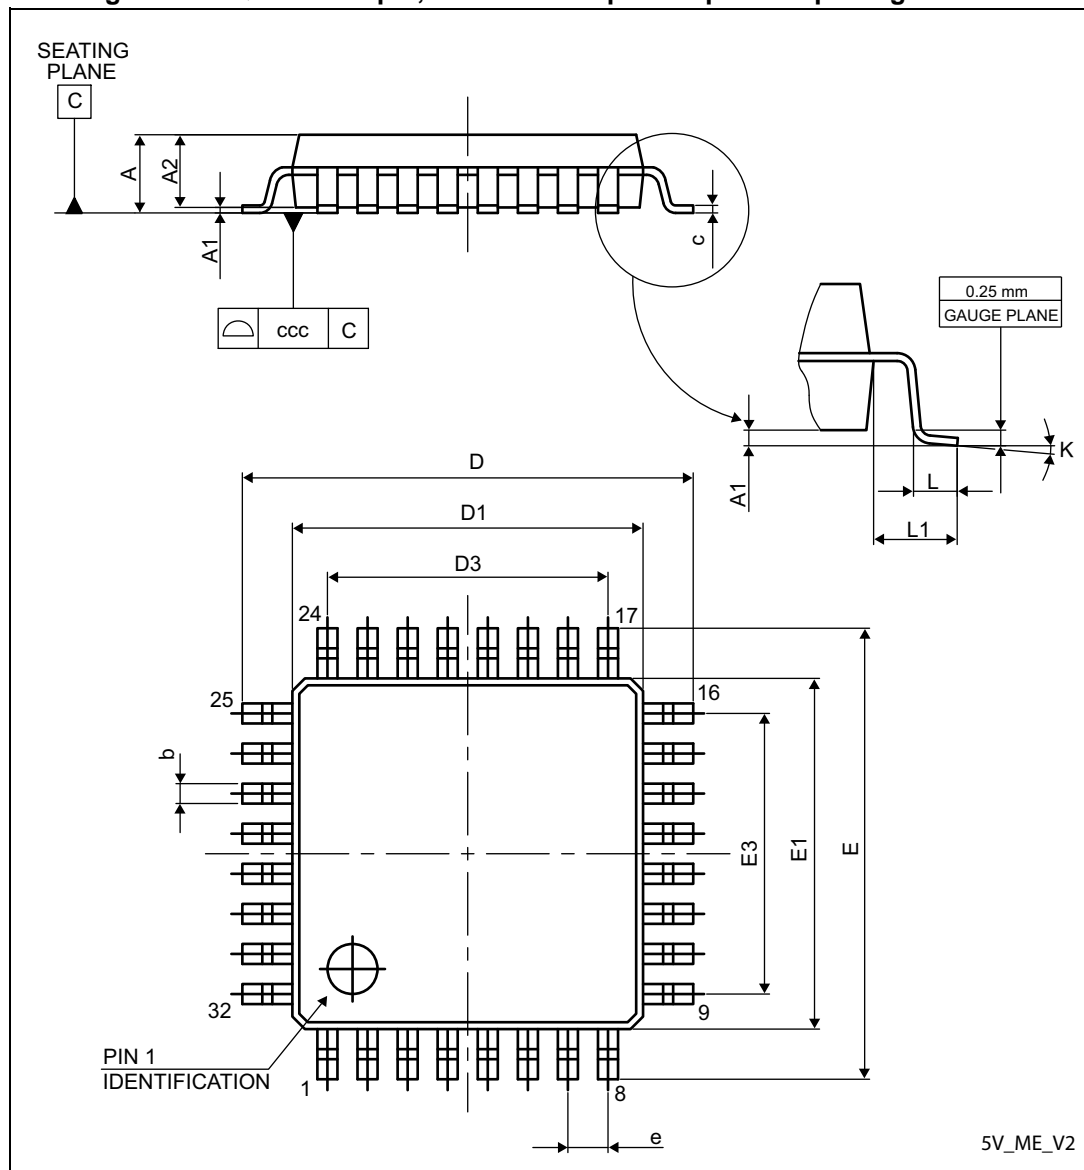 SEATING
PLANE
C
A
A2
A1
c
ccc
C
0.25 mm
GAUGE PLANE
A1
K
L
L1
D
D1
D3
24
17
25
16
b
E3
E1
E
32
9
PIN 1
IDENTIFICATION
1
8
e
5V_ME_V2